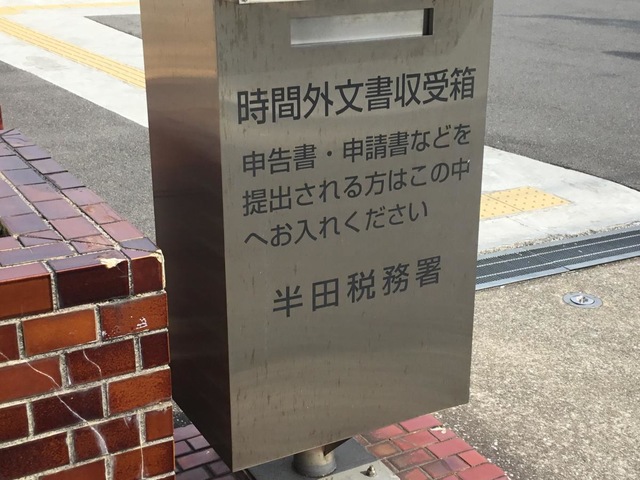 時間外文書収受箱
申告書・申請書などを
提出される方はこの中
へお入れください
半田税務署